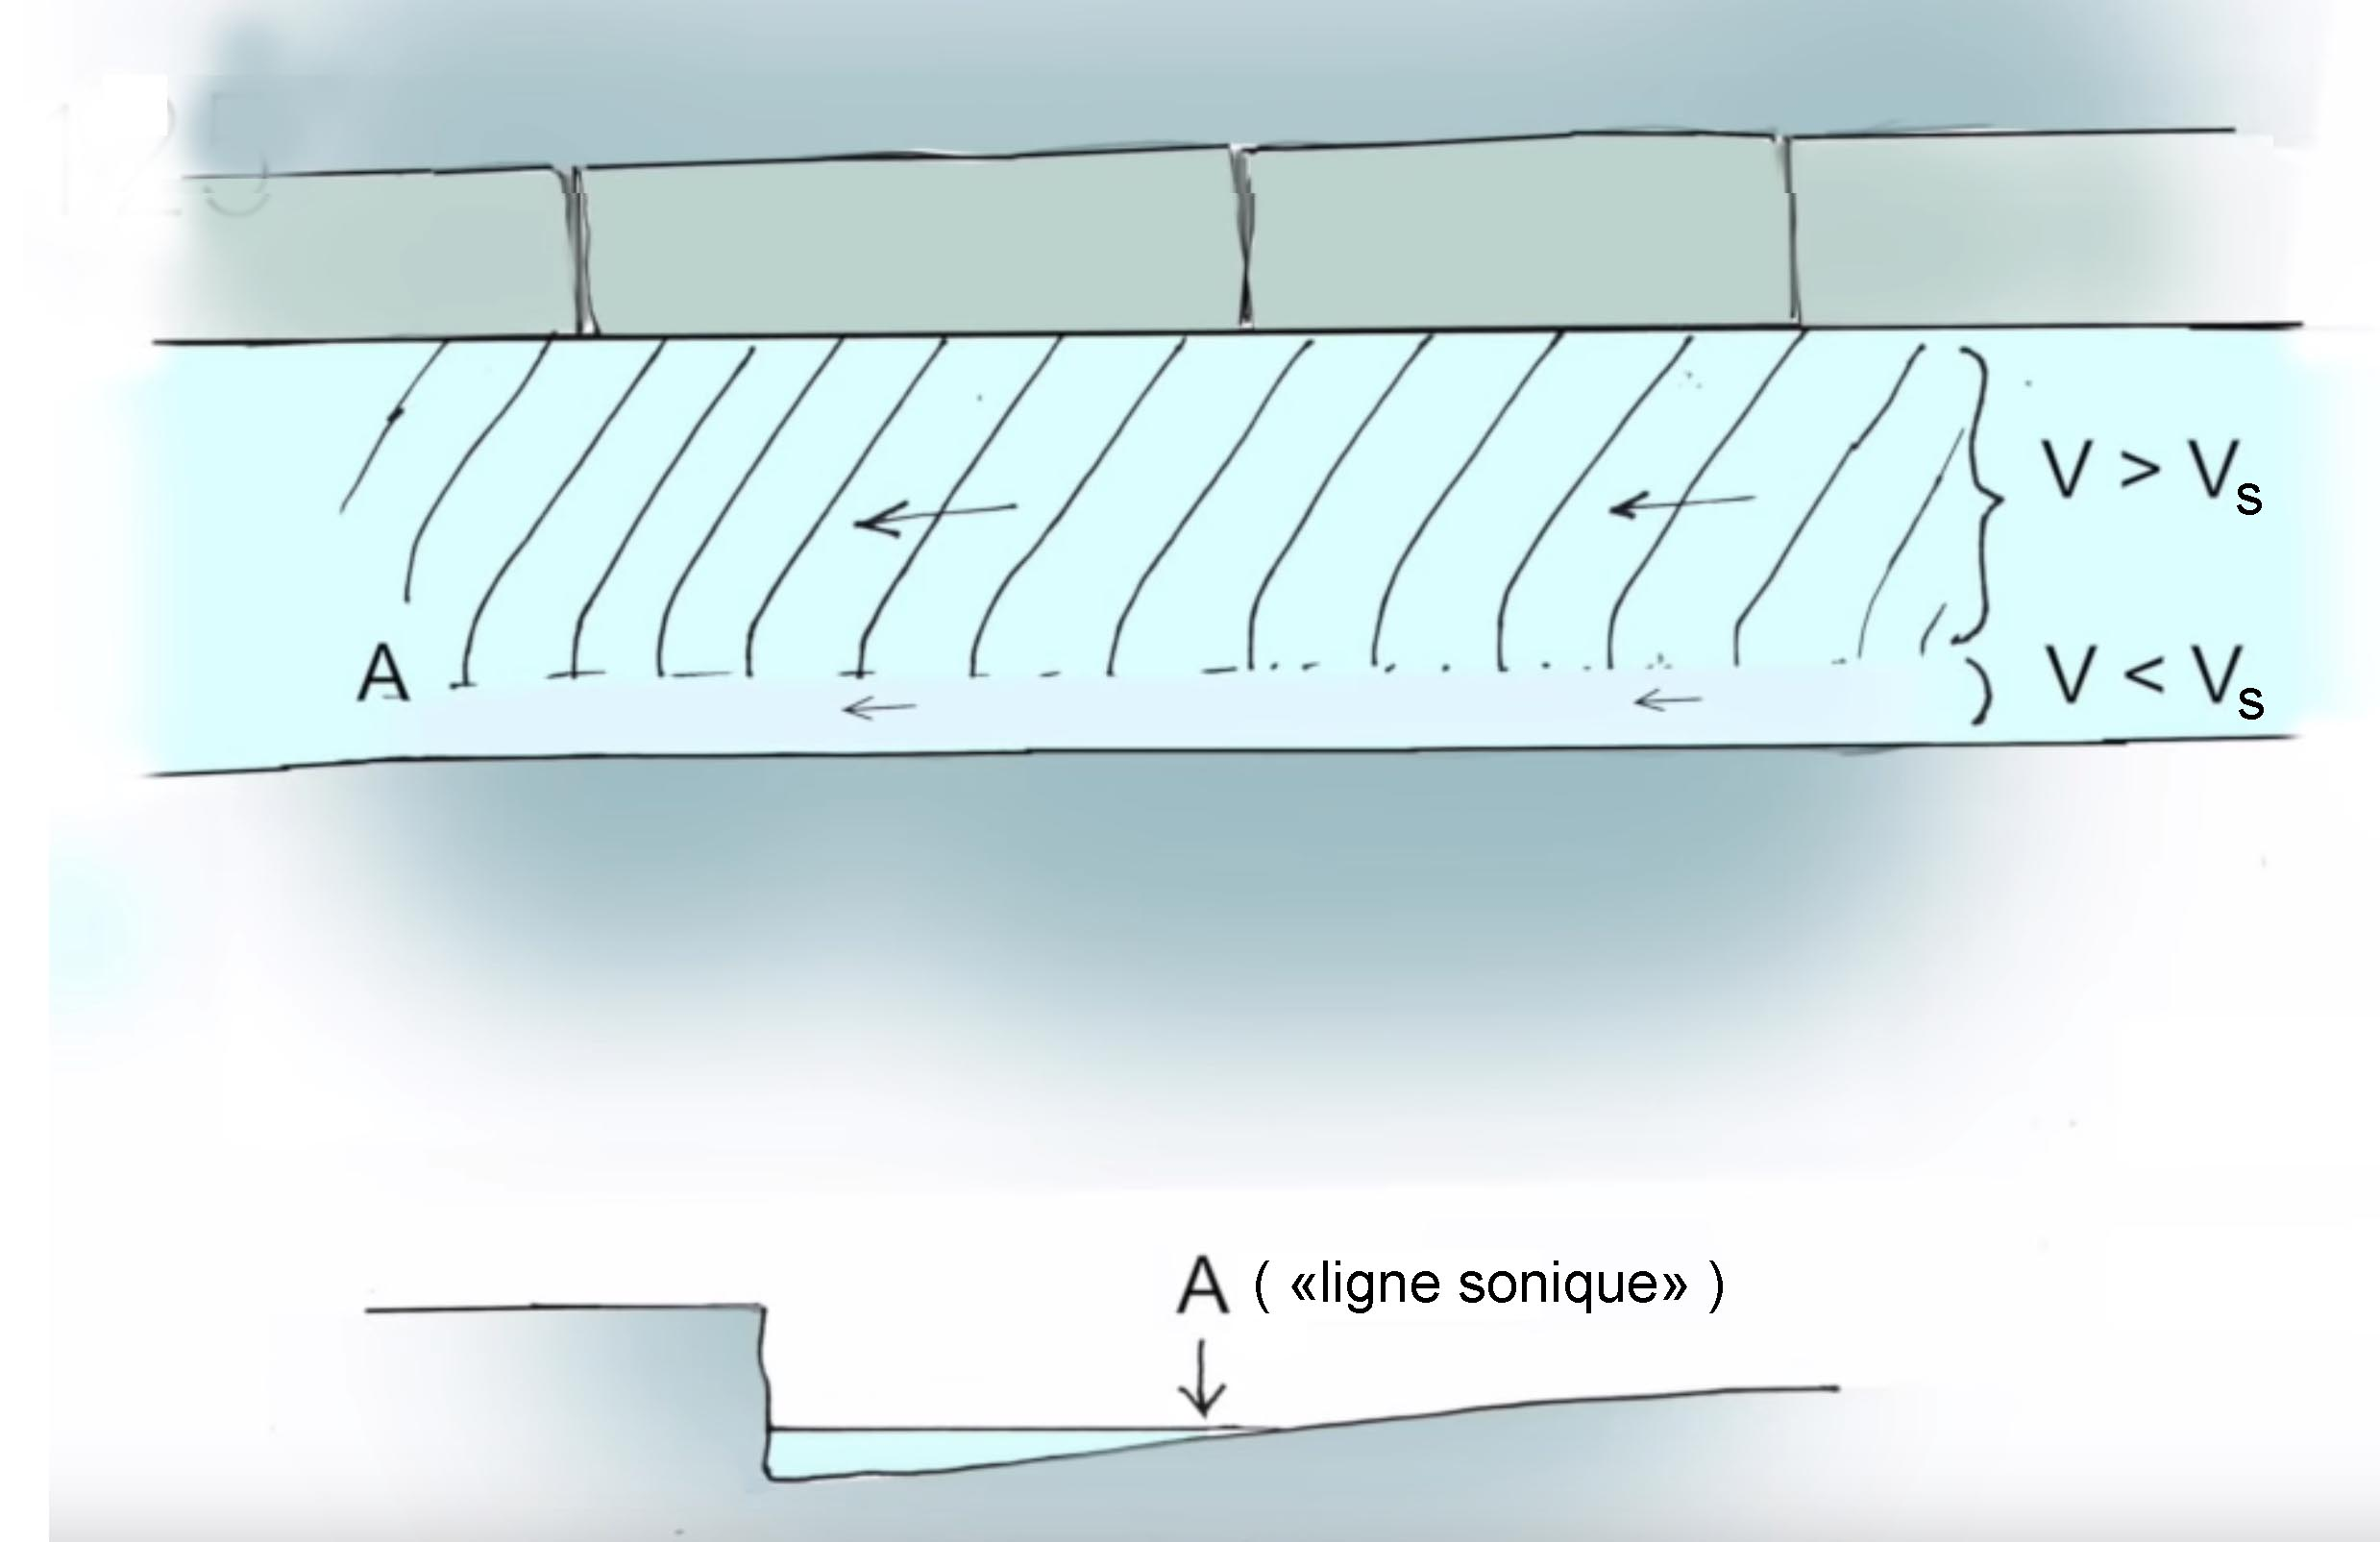 V > Vs
A
V < Vs
A ( «ligne sonique» )